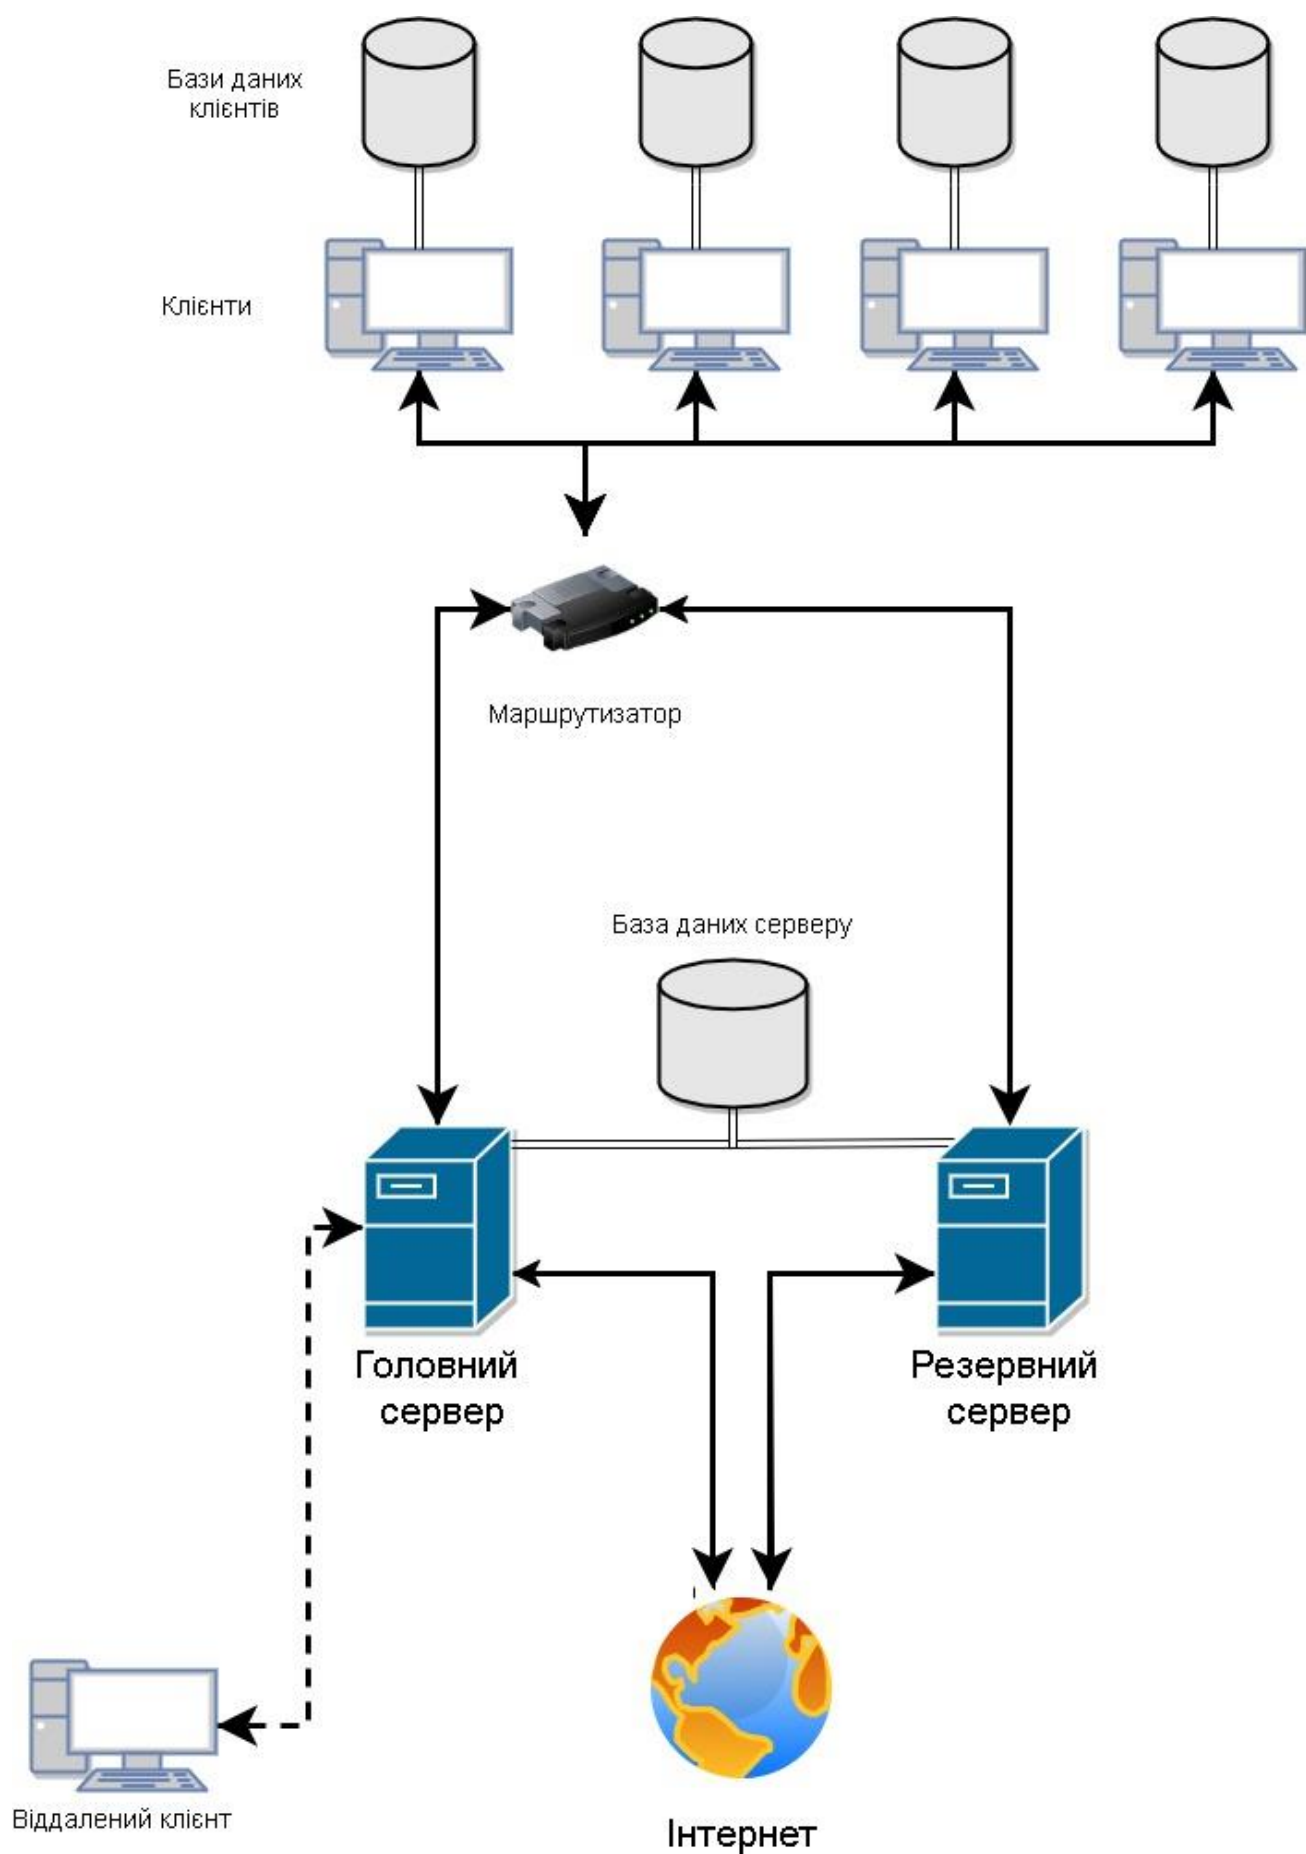 Бази даних
клієнтів
Клієнти
Маршрутизатор
База даних серверу
Головний
сервер
Резервний
сервер
Віддалений клієнт
Інтернет